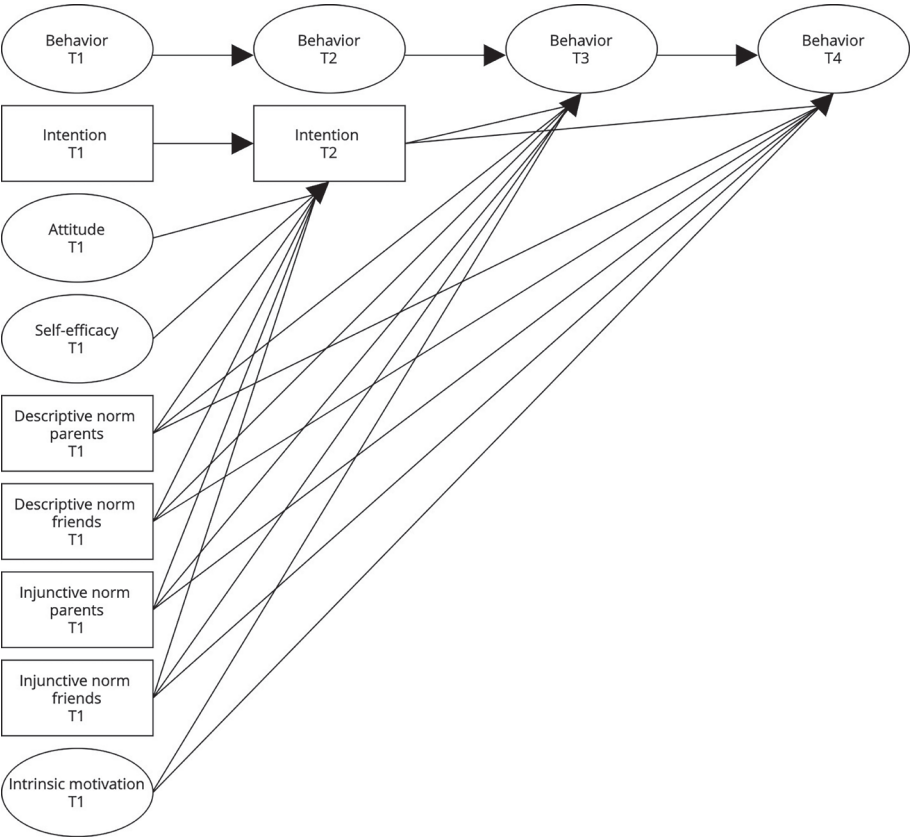 Behavior
T1
Behavior
T2
Behavior
T3
Behavior
T4
Intention
T1
Intention
T2
Attitude
T1
Self-efficacy
T1
Descriptive norm
parents
T1
Descriptive norm
friends
T1
Injunctive norm
parents
T1
Injunctive norm
friends
T1
Intrinsic motivation
T1